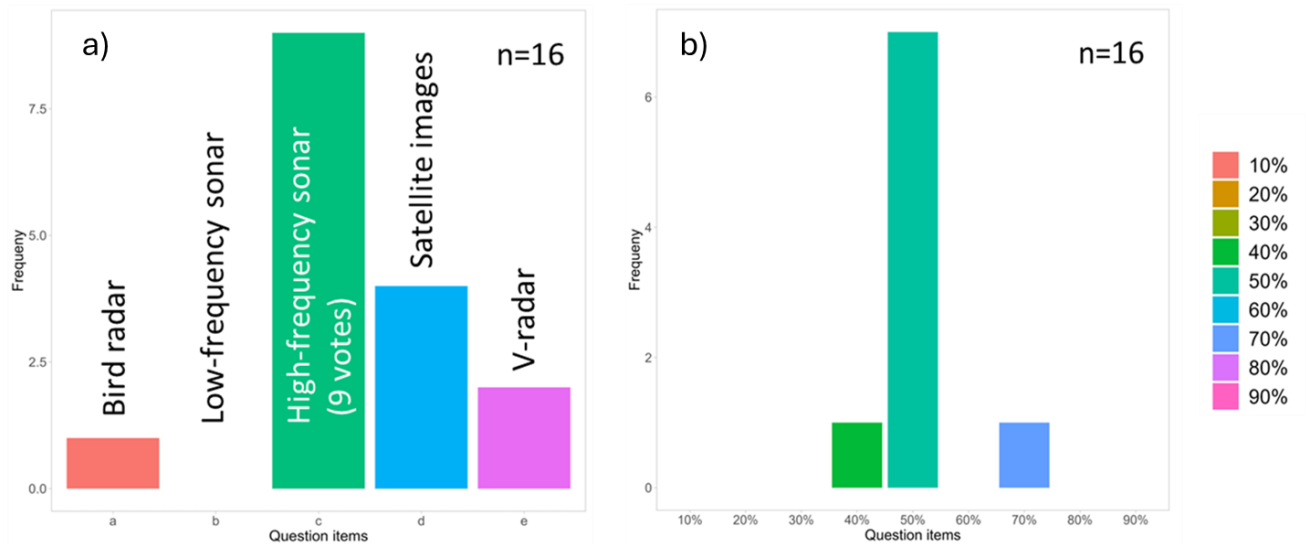 a)
n=16
Frequeny
7.5
5.0
2.5
0.0
Bird radar
Low-frequency sonar
High-frequency sonar
(9 votes)
Satellite images
V-radar
a b c d e
Question items
b)
n=16
Frequeny
6
4
2
0
10% 20% 30% 40% 50% 60% 70% 80% 90%
Question items
10%
20%
30%
40%
50%
60%
70%
80%
90%